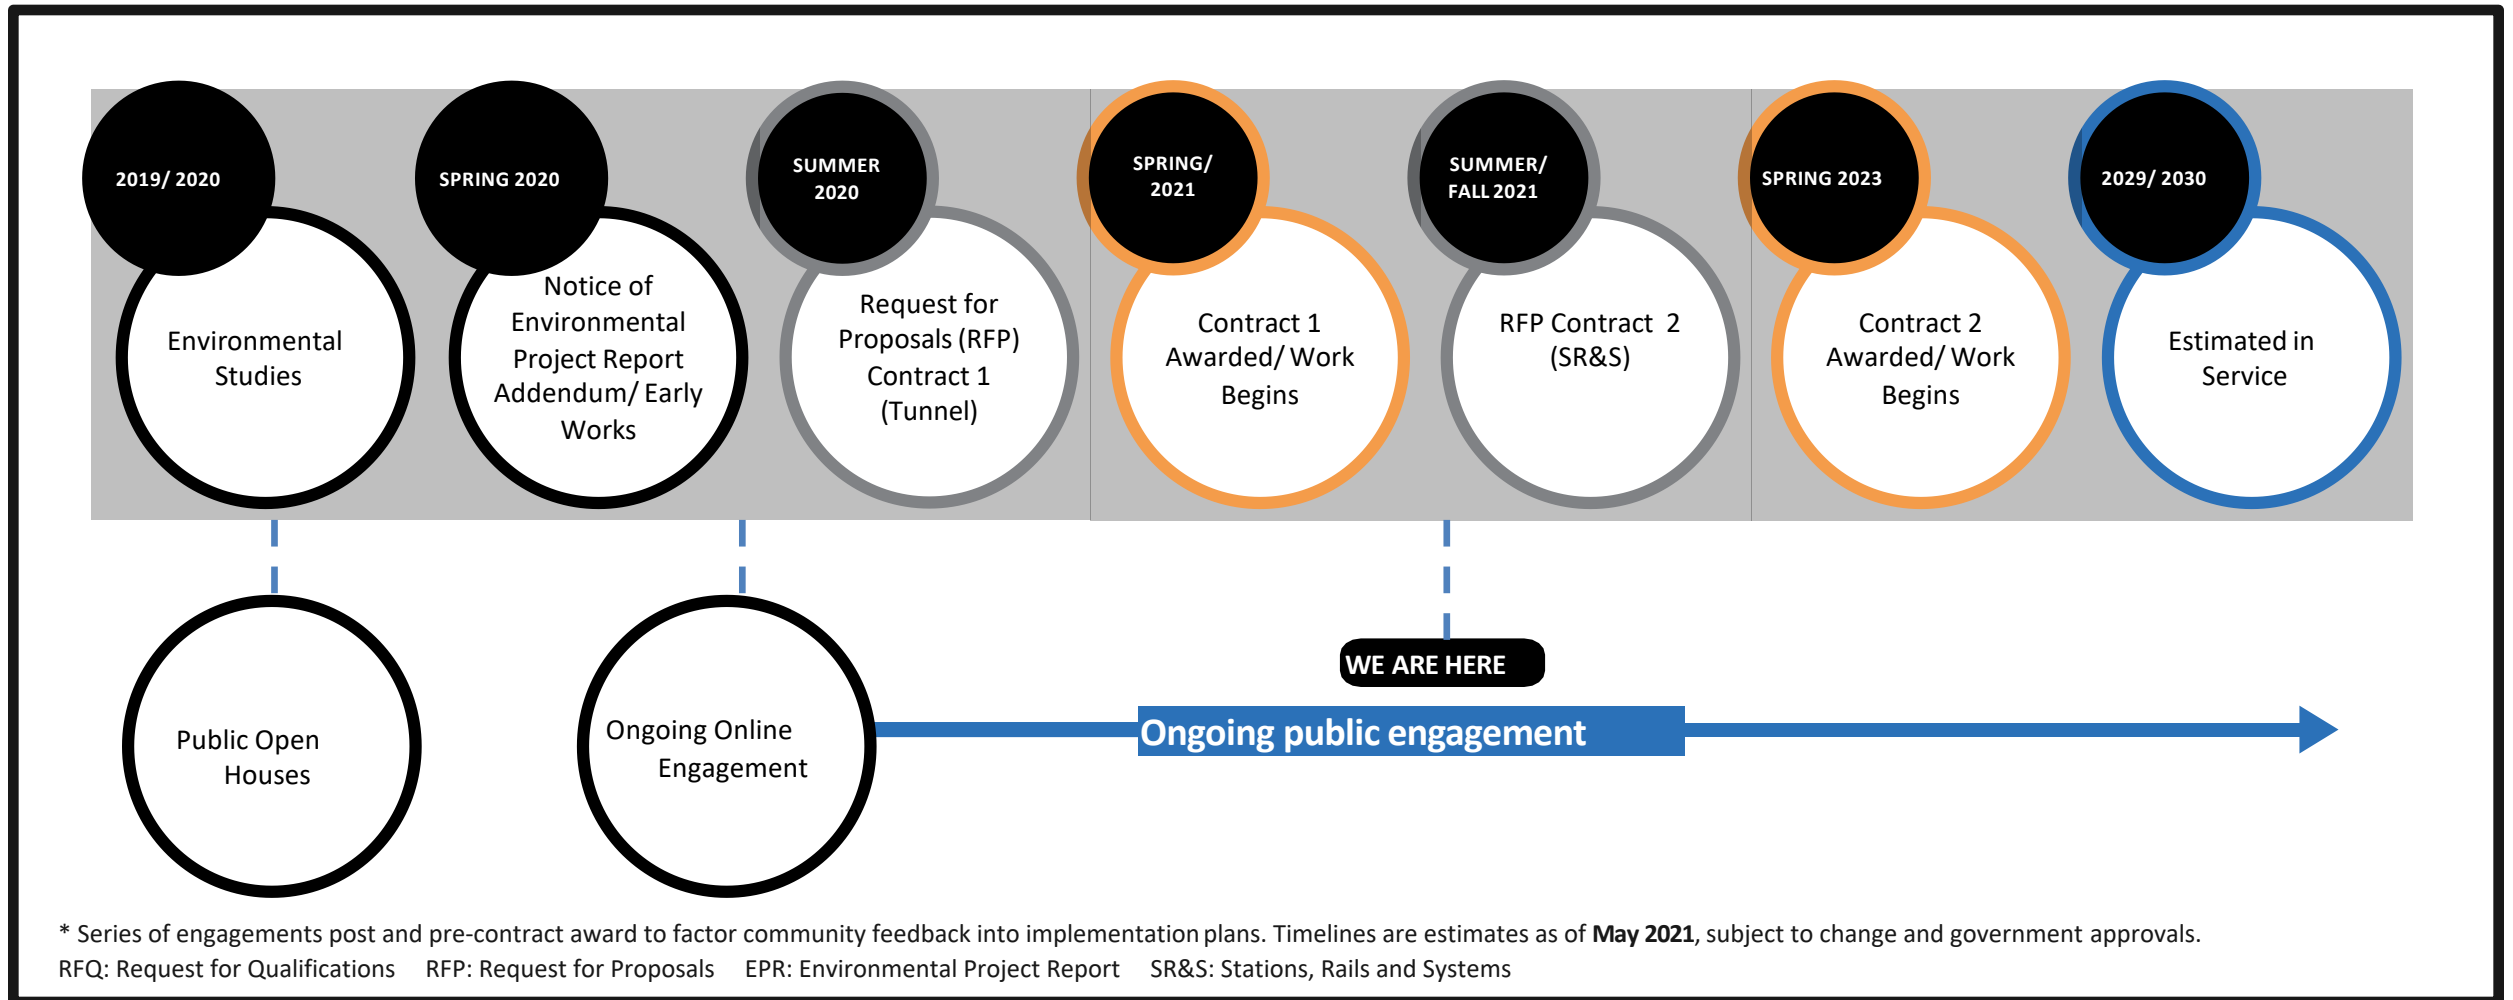 2019/ 2020
Environmental
Studies
SPRING 2020
Notice of
Environmental
Project Report
Addendum/ Early
Works
SUMMER
2020
Request for
Proposals (RFP)
Contract 1
(Tunnel)
SPRING/
2021
Contract 1
Awarded/ Work
Begins
SUMMER/
FALL 2021
RFP Contract 2
(SR&S)
SPRING 2023
Contract 2
Awarded/ Work
Begins
2029/ 2030
Estimated in
Service
Public Open
Houses
Ongoing Online
Engagement
WE ARE HERE
Ongoing public engagement
* Series of engagements post and pre-contract award to factor community feedback into implementation plans. Timelines are estimates as of May 2021, subject to change and government approvals.
RFQ: Request for Qualifications RFP: Request for Proposals EPR: Environmental Project Report SR&S: Stations, Rails and Systems